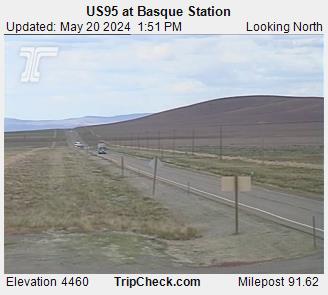 US95 at Basque Station
Updated: May 20 2024 1:51 PM Looking North
Elevation 4460 TripCheck.com Milepost 91.62